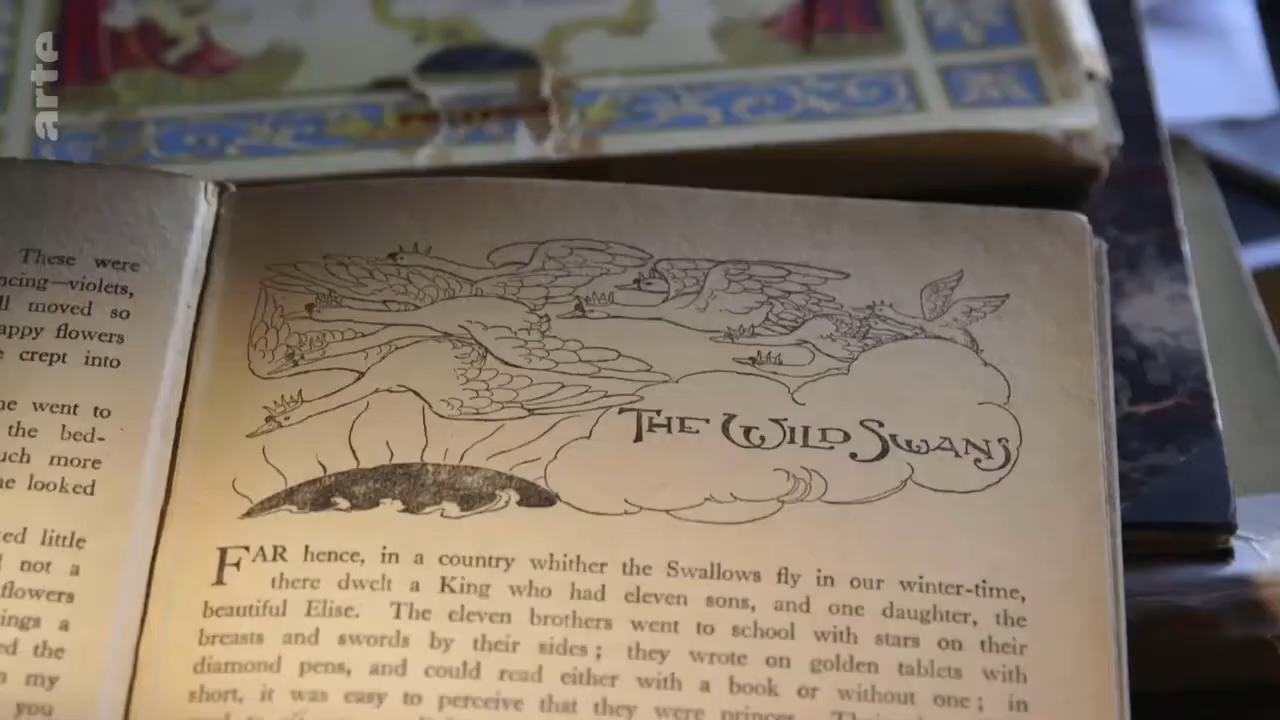 arte
These were
ncing—violets,
ll moved so
appy flowers
e crept into
ne went to
the bed-
uch more
ne looked
ed little
not a
flowers
ings a
ed the
my
you
THE WILD SWANS
FAR hence, in a country whither the Swallows fly in our winter-time,
there dwelt a King who had eleven sons, and one daughter, the
beautiful Elise. The eleven brothers went to school with stars on their
breasts and swords by their sides; they wrote on golden tablets with
diamond pens, and could read either with a book or without one; in
short, it was easy to perceive that they were princes.